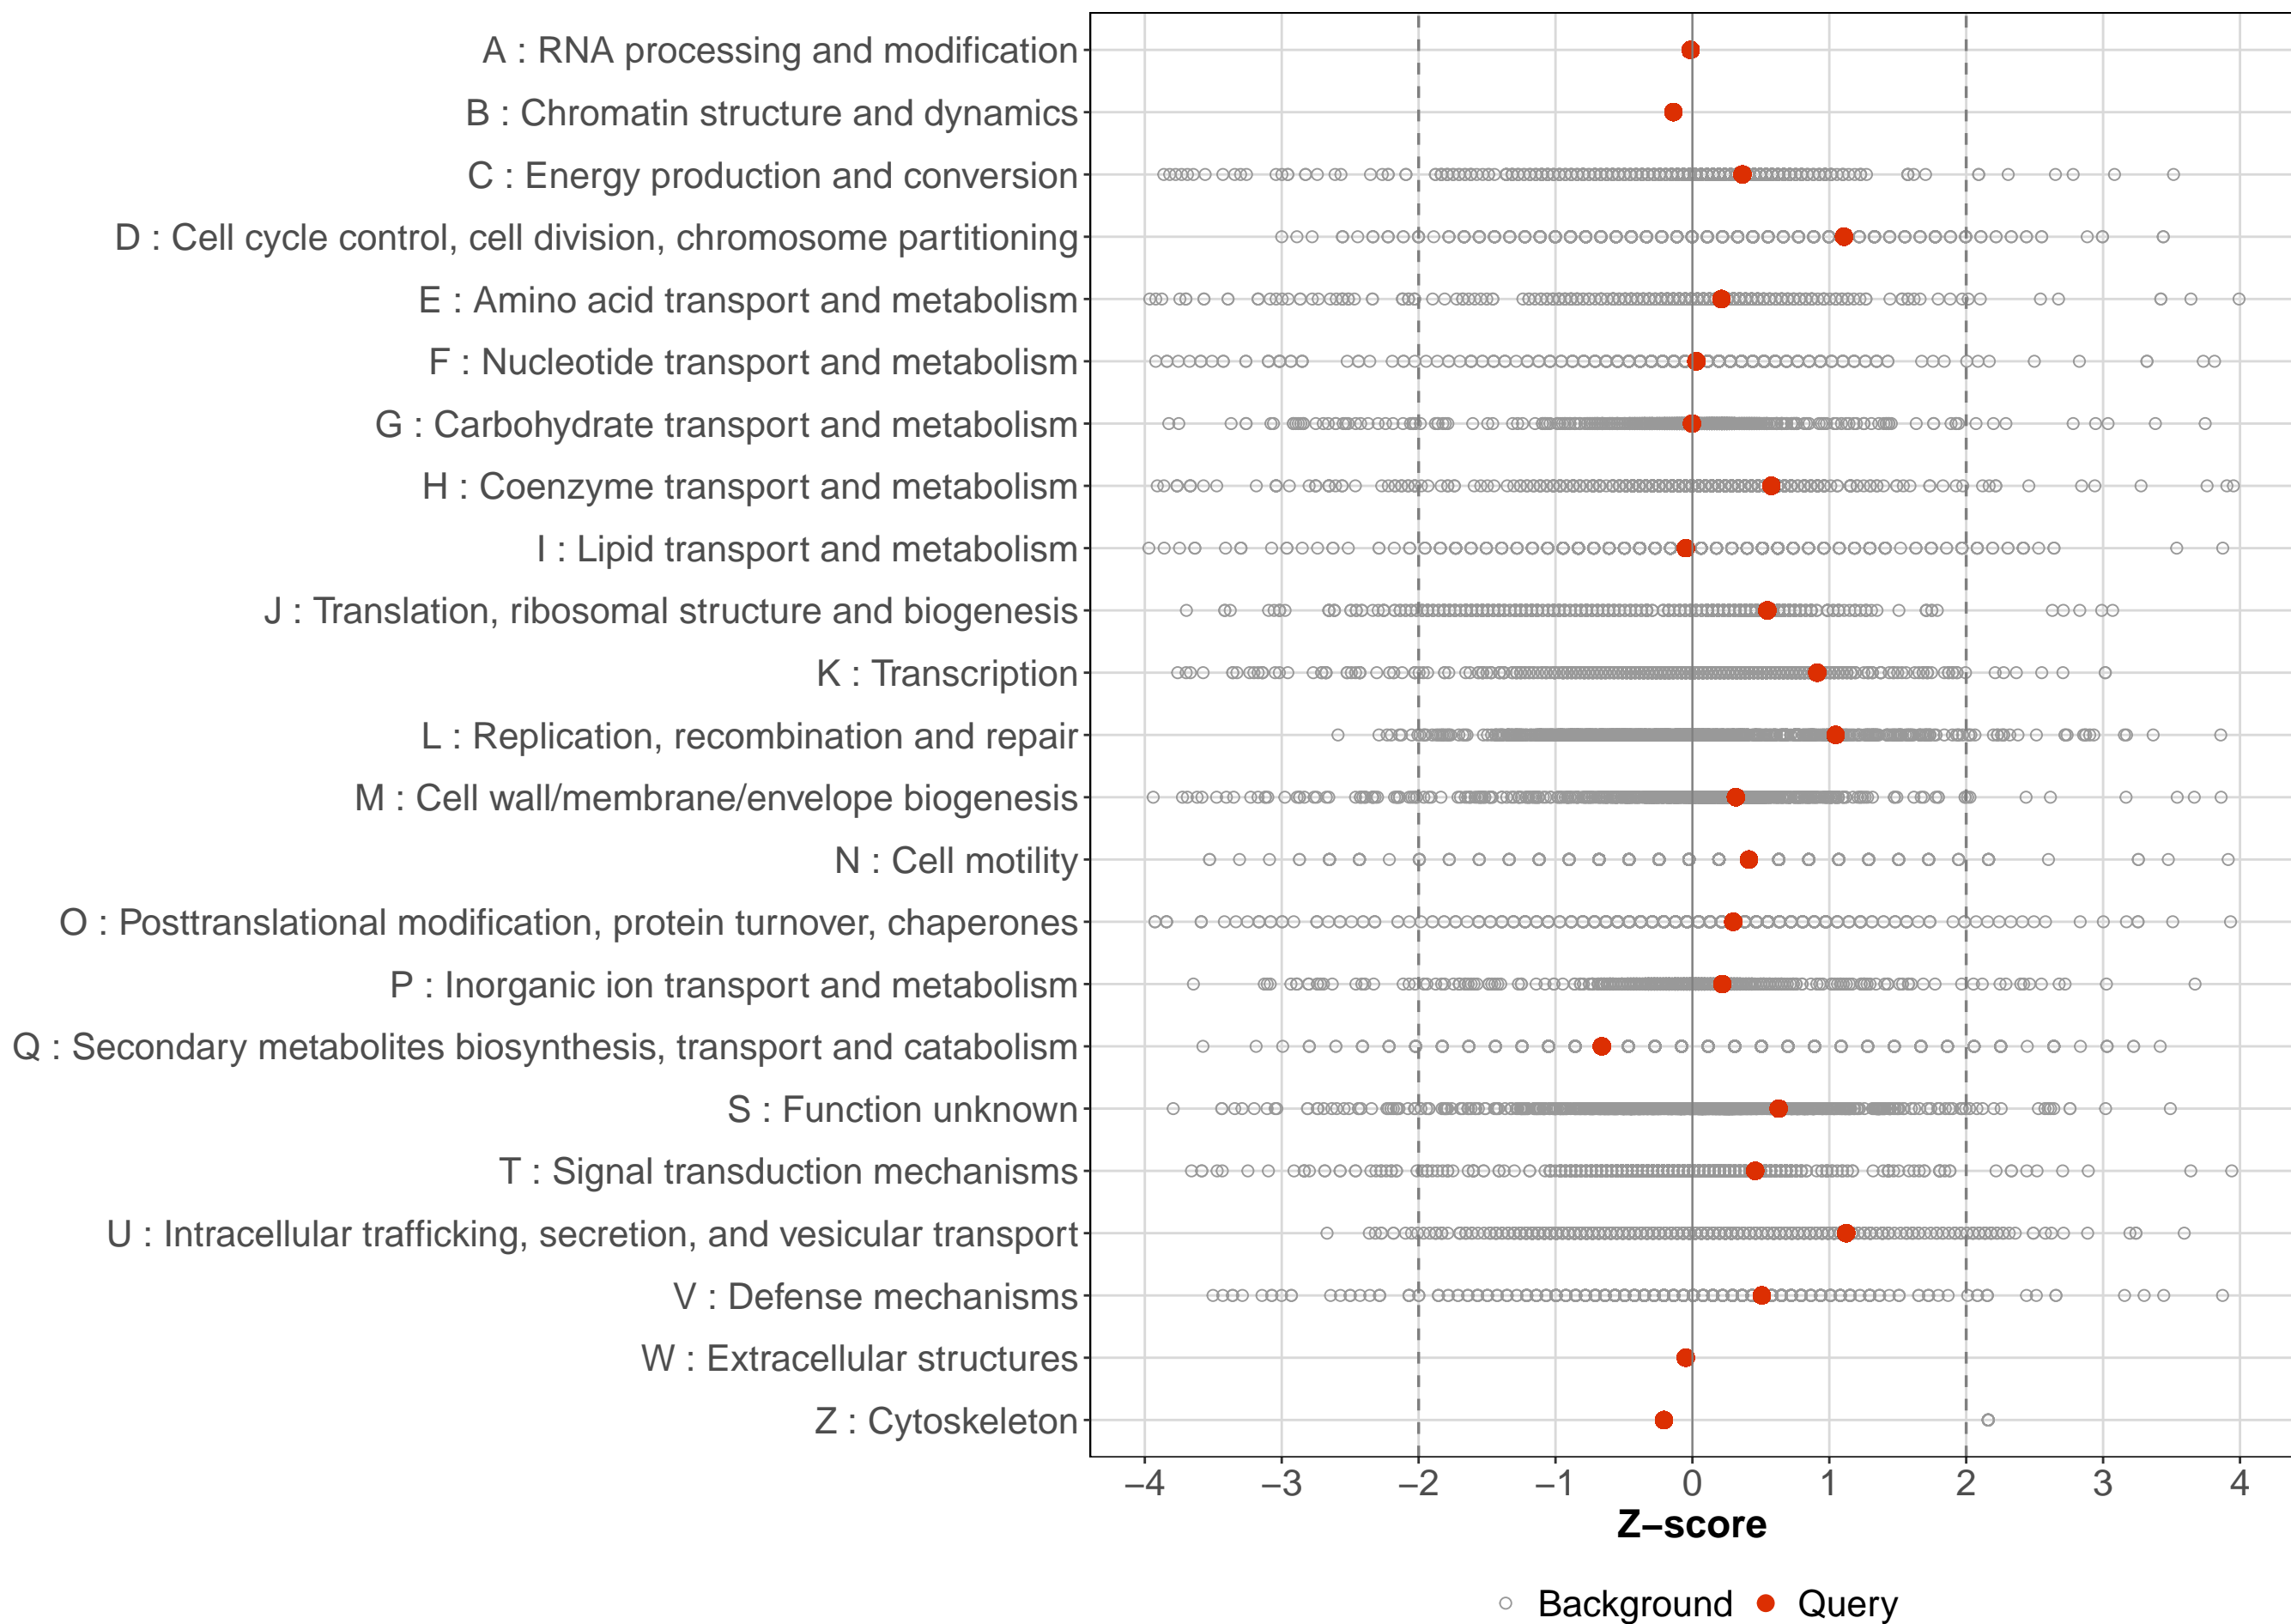 A : RNA processing and modification
B : Chromatin structure and dynamics
C : Energy production and conversion
D : Cell cycle control, cell division, chromosome partitioning
E : Amino acid transport and metabolism
F : Nucleotide transport and metabolism
G : Carbohydrate transport and metabolism
H : Coenzyme transport and metabolism
I : Lipid transport and metabolism
J : Translation, ribosomal structure and biogenesis
K : Transcription
L : Replication, recombination and repair
M : Cell wall/membrane/envelope biogenesis
N : Cell motility
O : Posttranslational modification, protein turnover, chaperones
P : Inorganic ion transport and metabolism
Q : Secondary metabolites biosynthesis, transport and catabolism
S : Function unknown
T : Signal transduction mechanisms
U : Intracellular trafficking, secretion, and vesicular transport
V : Defense mechanisms
W : Extracellular structures
Z : Cytoskeleton
−4 −3 −2 −1 0 1 2 3 4
Z−score
Background Query